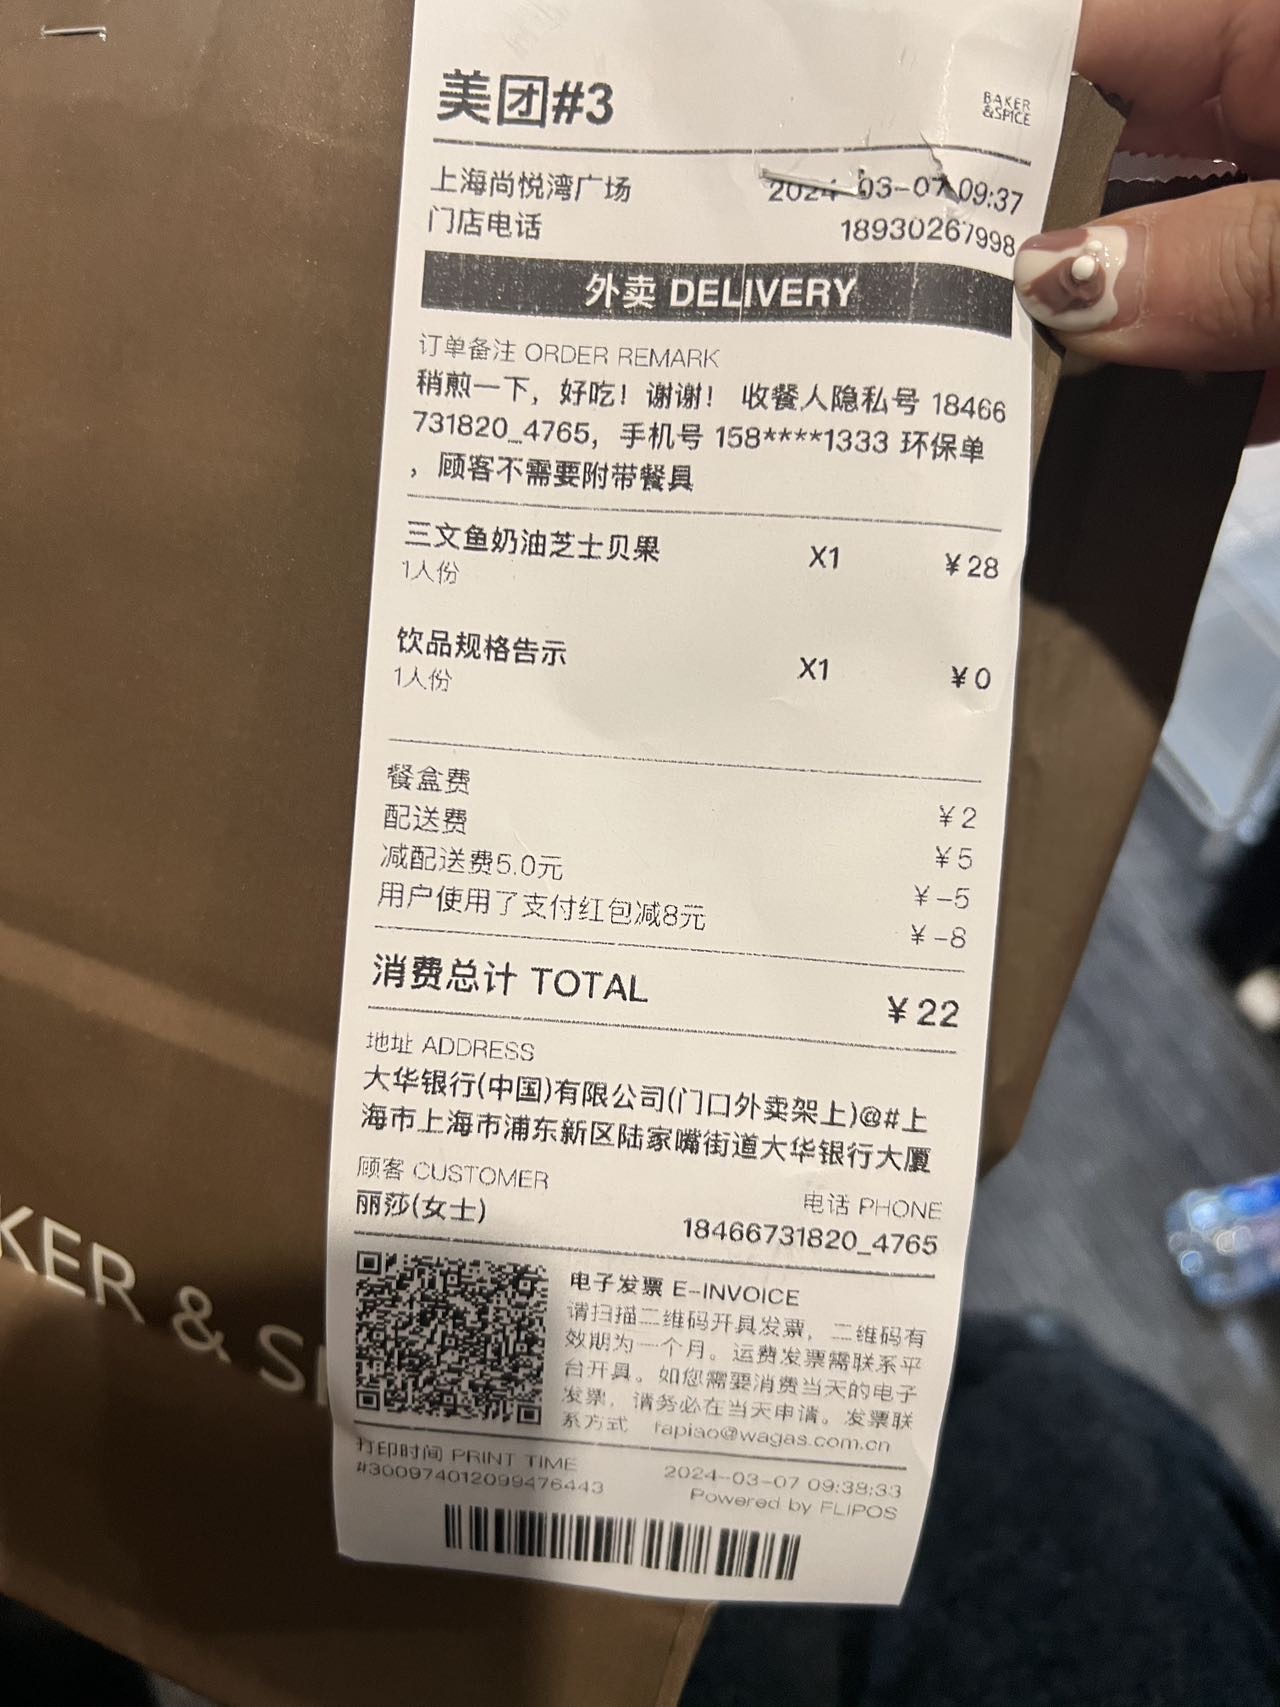 美团#3
BAKER
&SPICE
上海尚悦湾广场 2024-03-07 09:37
门店电话 18930267998
外卖 DELIVERY
订单备注 ORDER REMARK
稍煎一下，好吃！谢谢！ 收餐人隐私号 18466
731820_4765，手机号 158****1333 环保单
，顾客不需要附带餐具
三文鱼奶油芝士贝果 X1 ¥28
1人份
饮品规格告示 X1 ¥0
1人份
餐盒费 ¥2
配送费 ¥5
减配送费5.0元 ¥-5
用户使用了支付红包减8元 ¥-8
消费总计 TOTAL ¥22
地址 ADDRESS
大华银行(中国)有限公司(门口外卖架上)@#上
海市上海市浦东新区陆家嘴街道大华银行大厦
顾客 CUSTOMER 电话 PHONE
丽莎(女士) 18466731820_4765
电子发票 E-INVOICE
请扫描二维码开具发票，二维码有
效期为一个月。运费发票需联系平
台开具。如您需要消费当天的电子
发票，请务必在当天申请。发票联
系方式 fapiao@wagas.com.cn
打印时间 PRINT TIME 2024-03-07 09:38:33
#300974012099476443 Powered by FLIPOS
KER & S